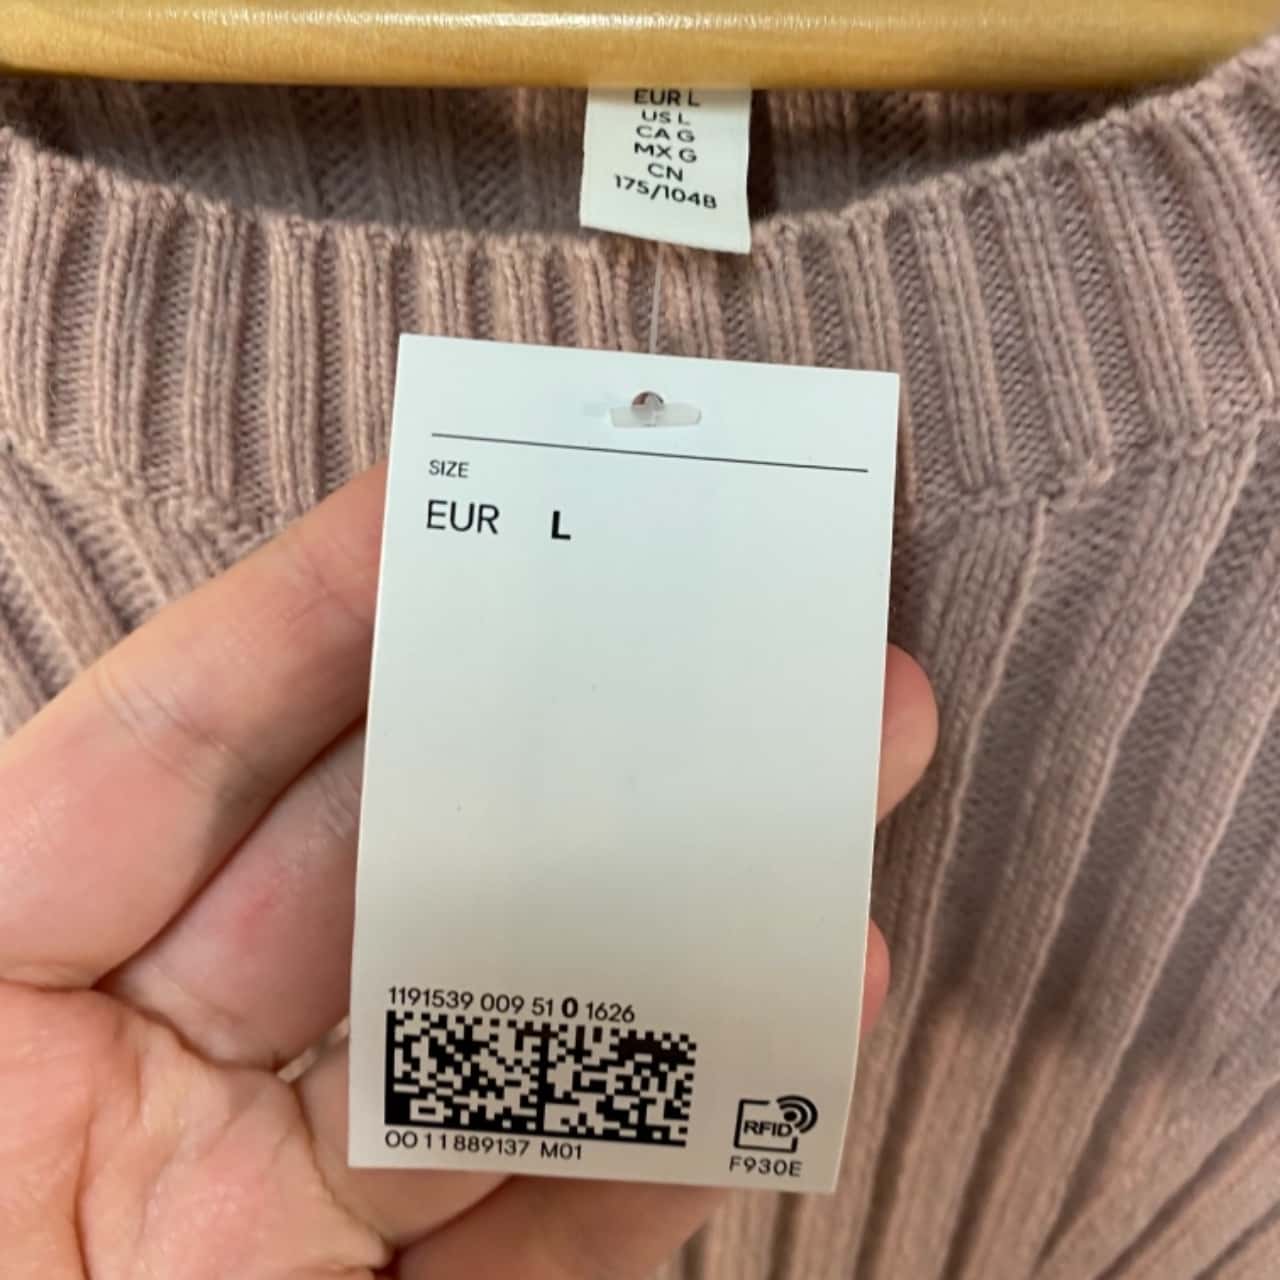 EUR L
US L
CA G
MX G
CN
175/104B
SIZE
EUR L
1191539 009 51 0 1626
00 11889137 M01
RFID
F930E